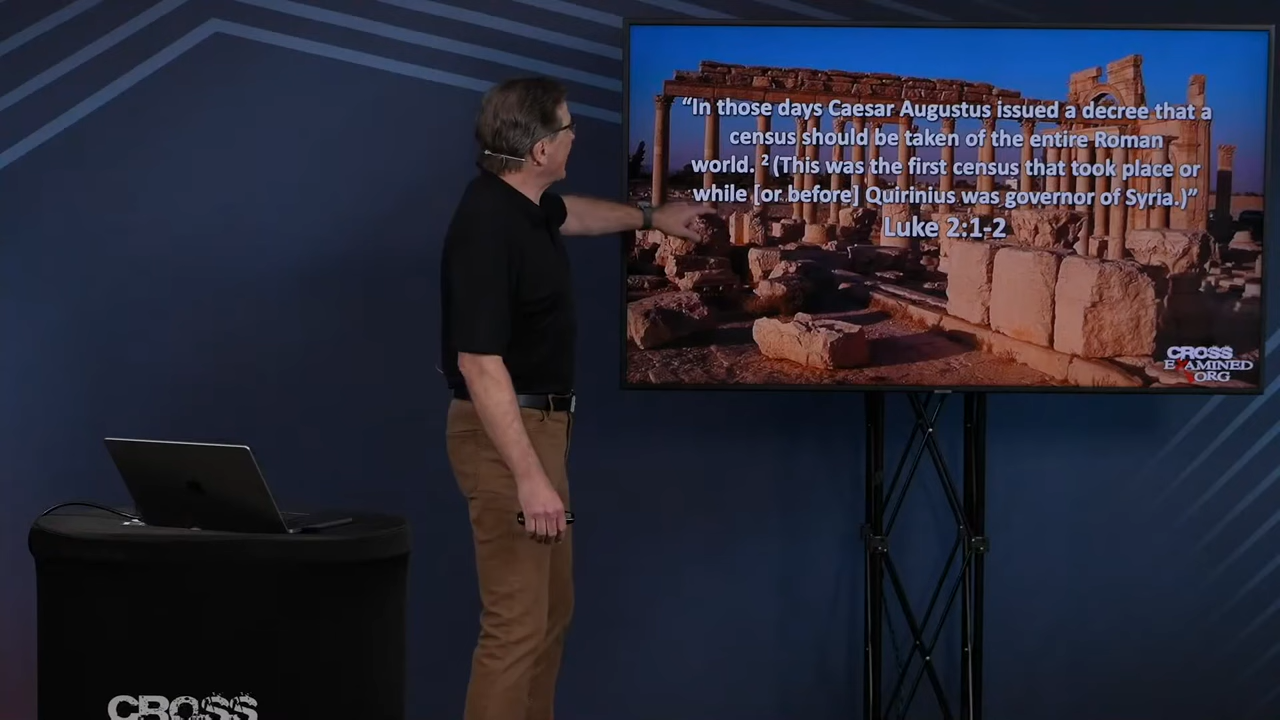 “In those days Caesar Augustus issued a decree that a
census should be taken of the entire Roman
world. ² (This was the first census that took place or
while [or before] Quirinius was governor of Syria.)”
Luke 2:1-2
CROSS
EXAMINED
ORG
CROSS